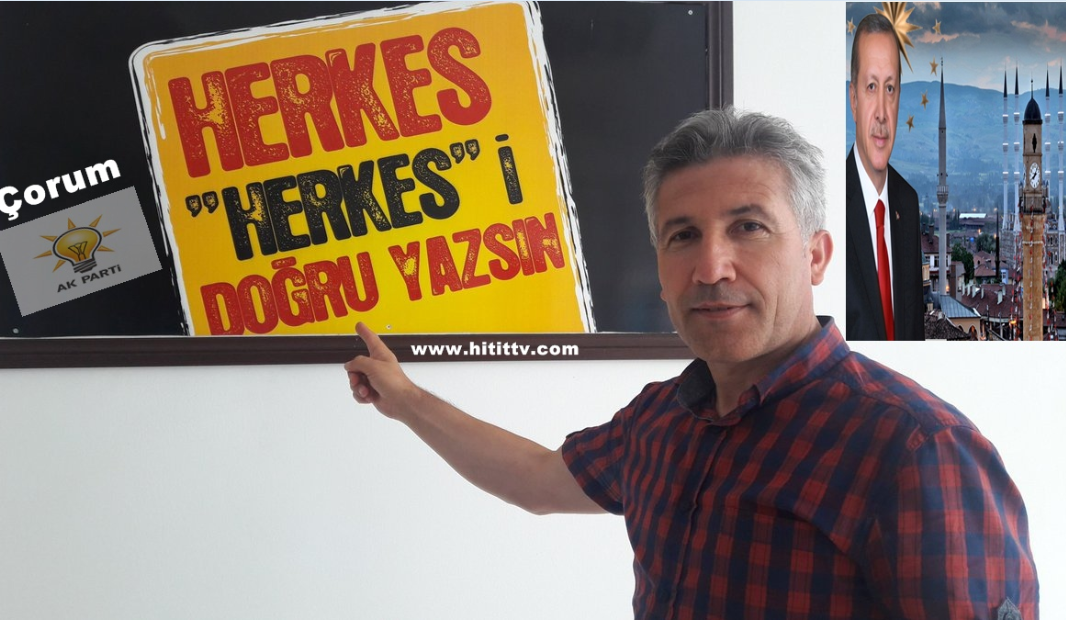 HERKES
"HERKES" İ
DOĞRU YAZSIN
Çorum
AK PARTİ
www.hitittv.com